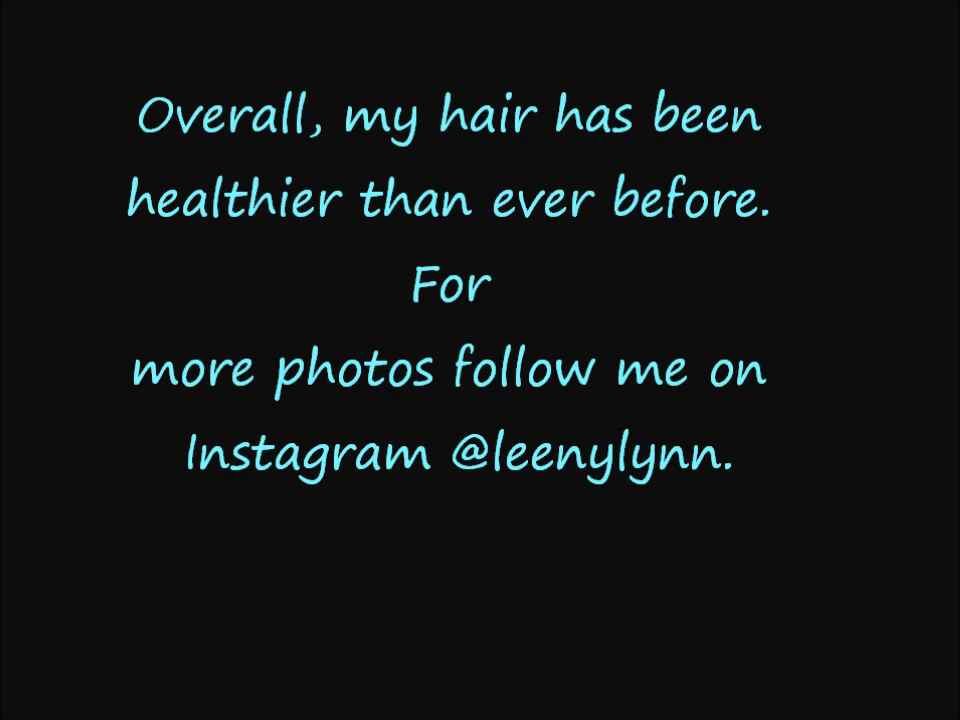 Overall, my hair has been
healthier than ever before.
For
more photos follow me on
Instagram @leenylynn.